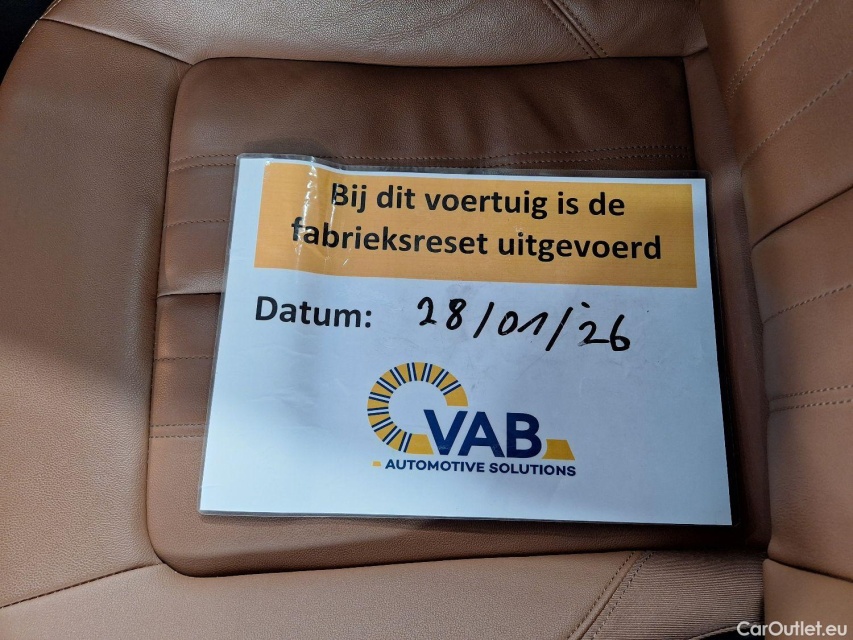 Bij dit voertuig is de
fabrieksreset uitgevoerd
Datum: 28/01/26
VAB
AUTOMOTIVE SOLUTIONS
CarOutlet.eu